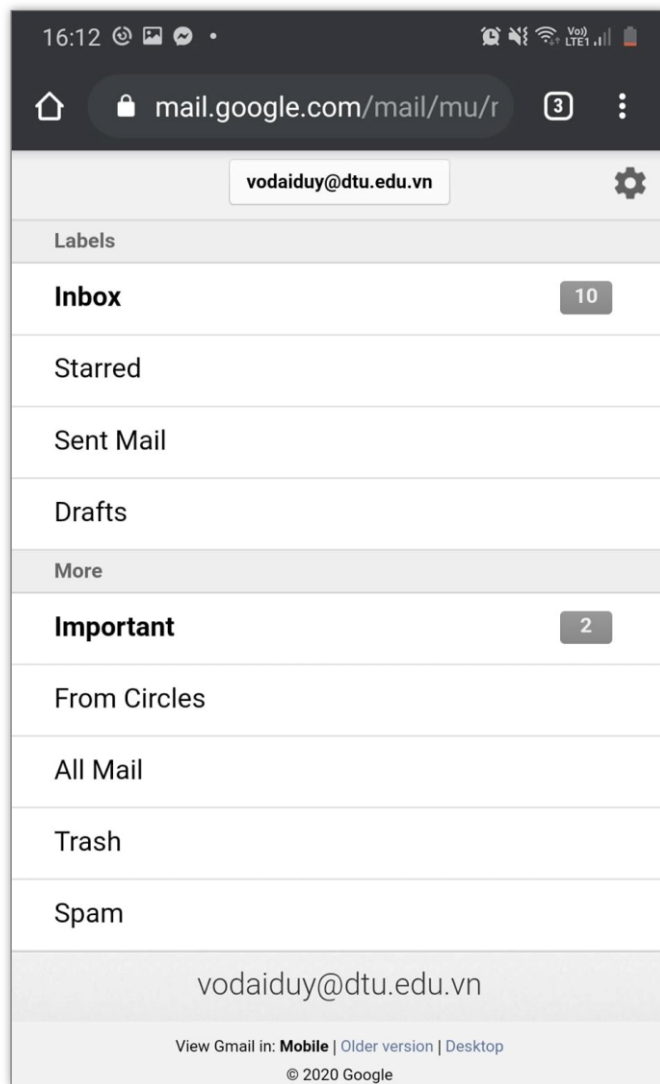 16:12
Vo))
LTE1
mail.google.com/mail/mu/r
3
vodaiduy@dtu.edu.vn
Labels
Inbox 10
Starred
Sent Mail
Drafts
More
Important 2
From Circles
All Mail
Trash
Spam
vodaiduy@dtu.edu.vn
View Gmail in: Mobile | Older version | Desktop
© 2020 Google